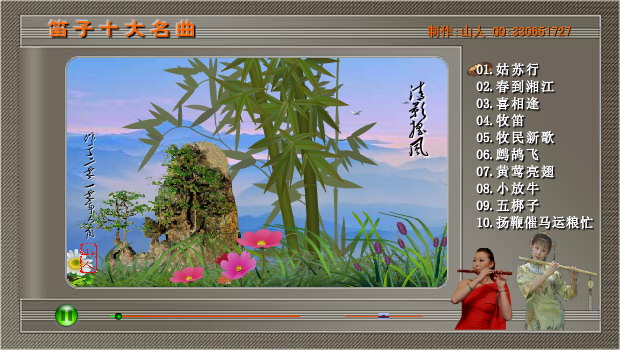 笛子十大名曲
制作:山人 QQ:330651727
01.姑苏行
02.春到湘江
03.喜相逢
04.牧笛
05.牧民新歌
06.鹧鸪飞
07.黄莺亮翅
08.小放牛
09.五梆子
10.扬鞭催马运粮忙
清影摇风